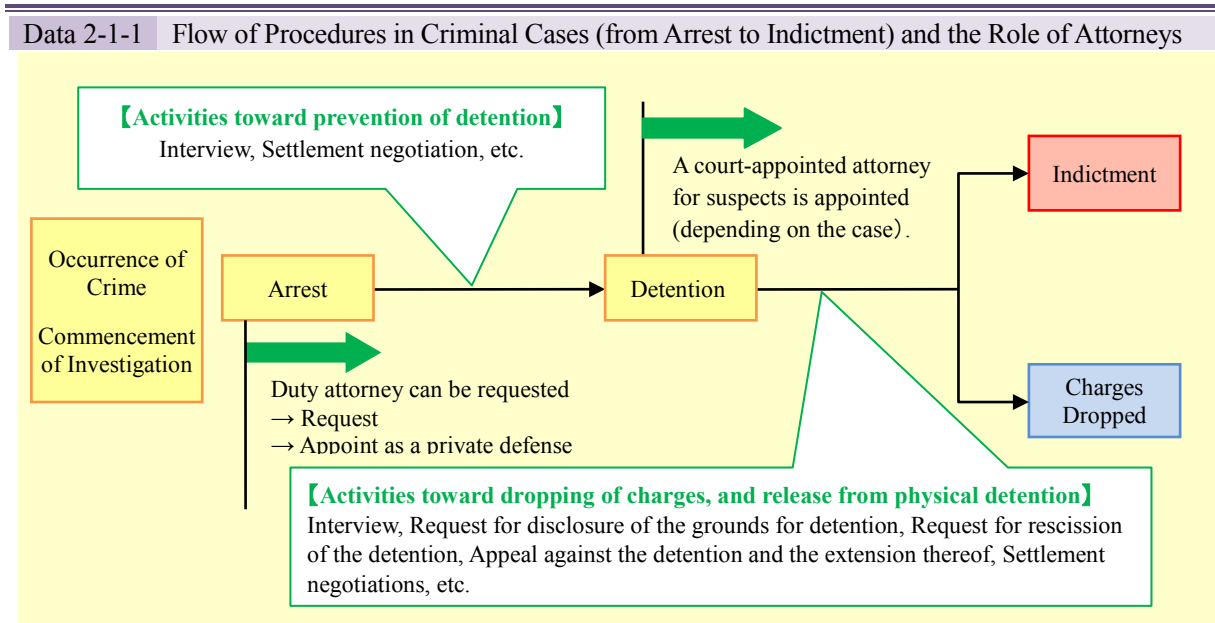 Data 2-1-1 Flow of Procedures in Criminal Cases (from Arrest to Indictment) and the Role of Attorneys
【Activities toward prevention of detention】
Interview, Settlement negotiation, etc.
A court-appointed attorney
for suspects is appointed
(depending on the case）.
Indictment
Occurrence of
Crime
Commencement
of Investigation
Arrest
Detention
Duty attorney can be requested
→ Request
→ Appoint as a private defense
Charges
Dropped
【Activities toward dropping of charges, and release from physical detention】
Interview, Request for disclosure of the grounds for detention, Request for rescission
of the detention, Appeal against the detention and the extension thereof, Settlement
negotiations, etc.